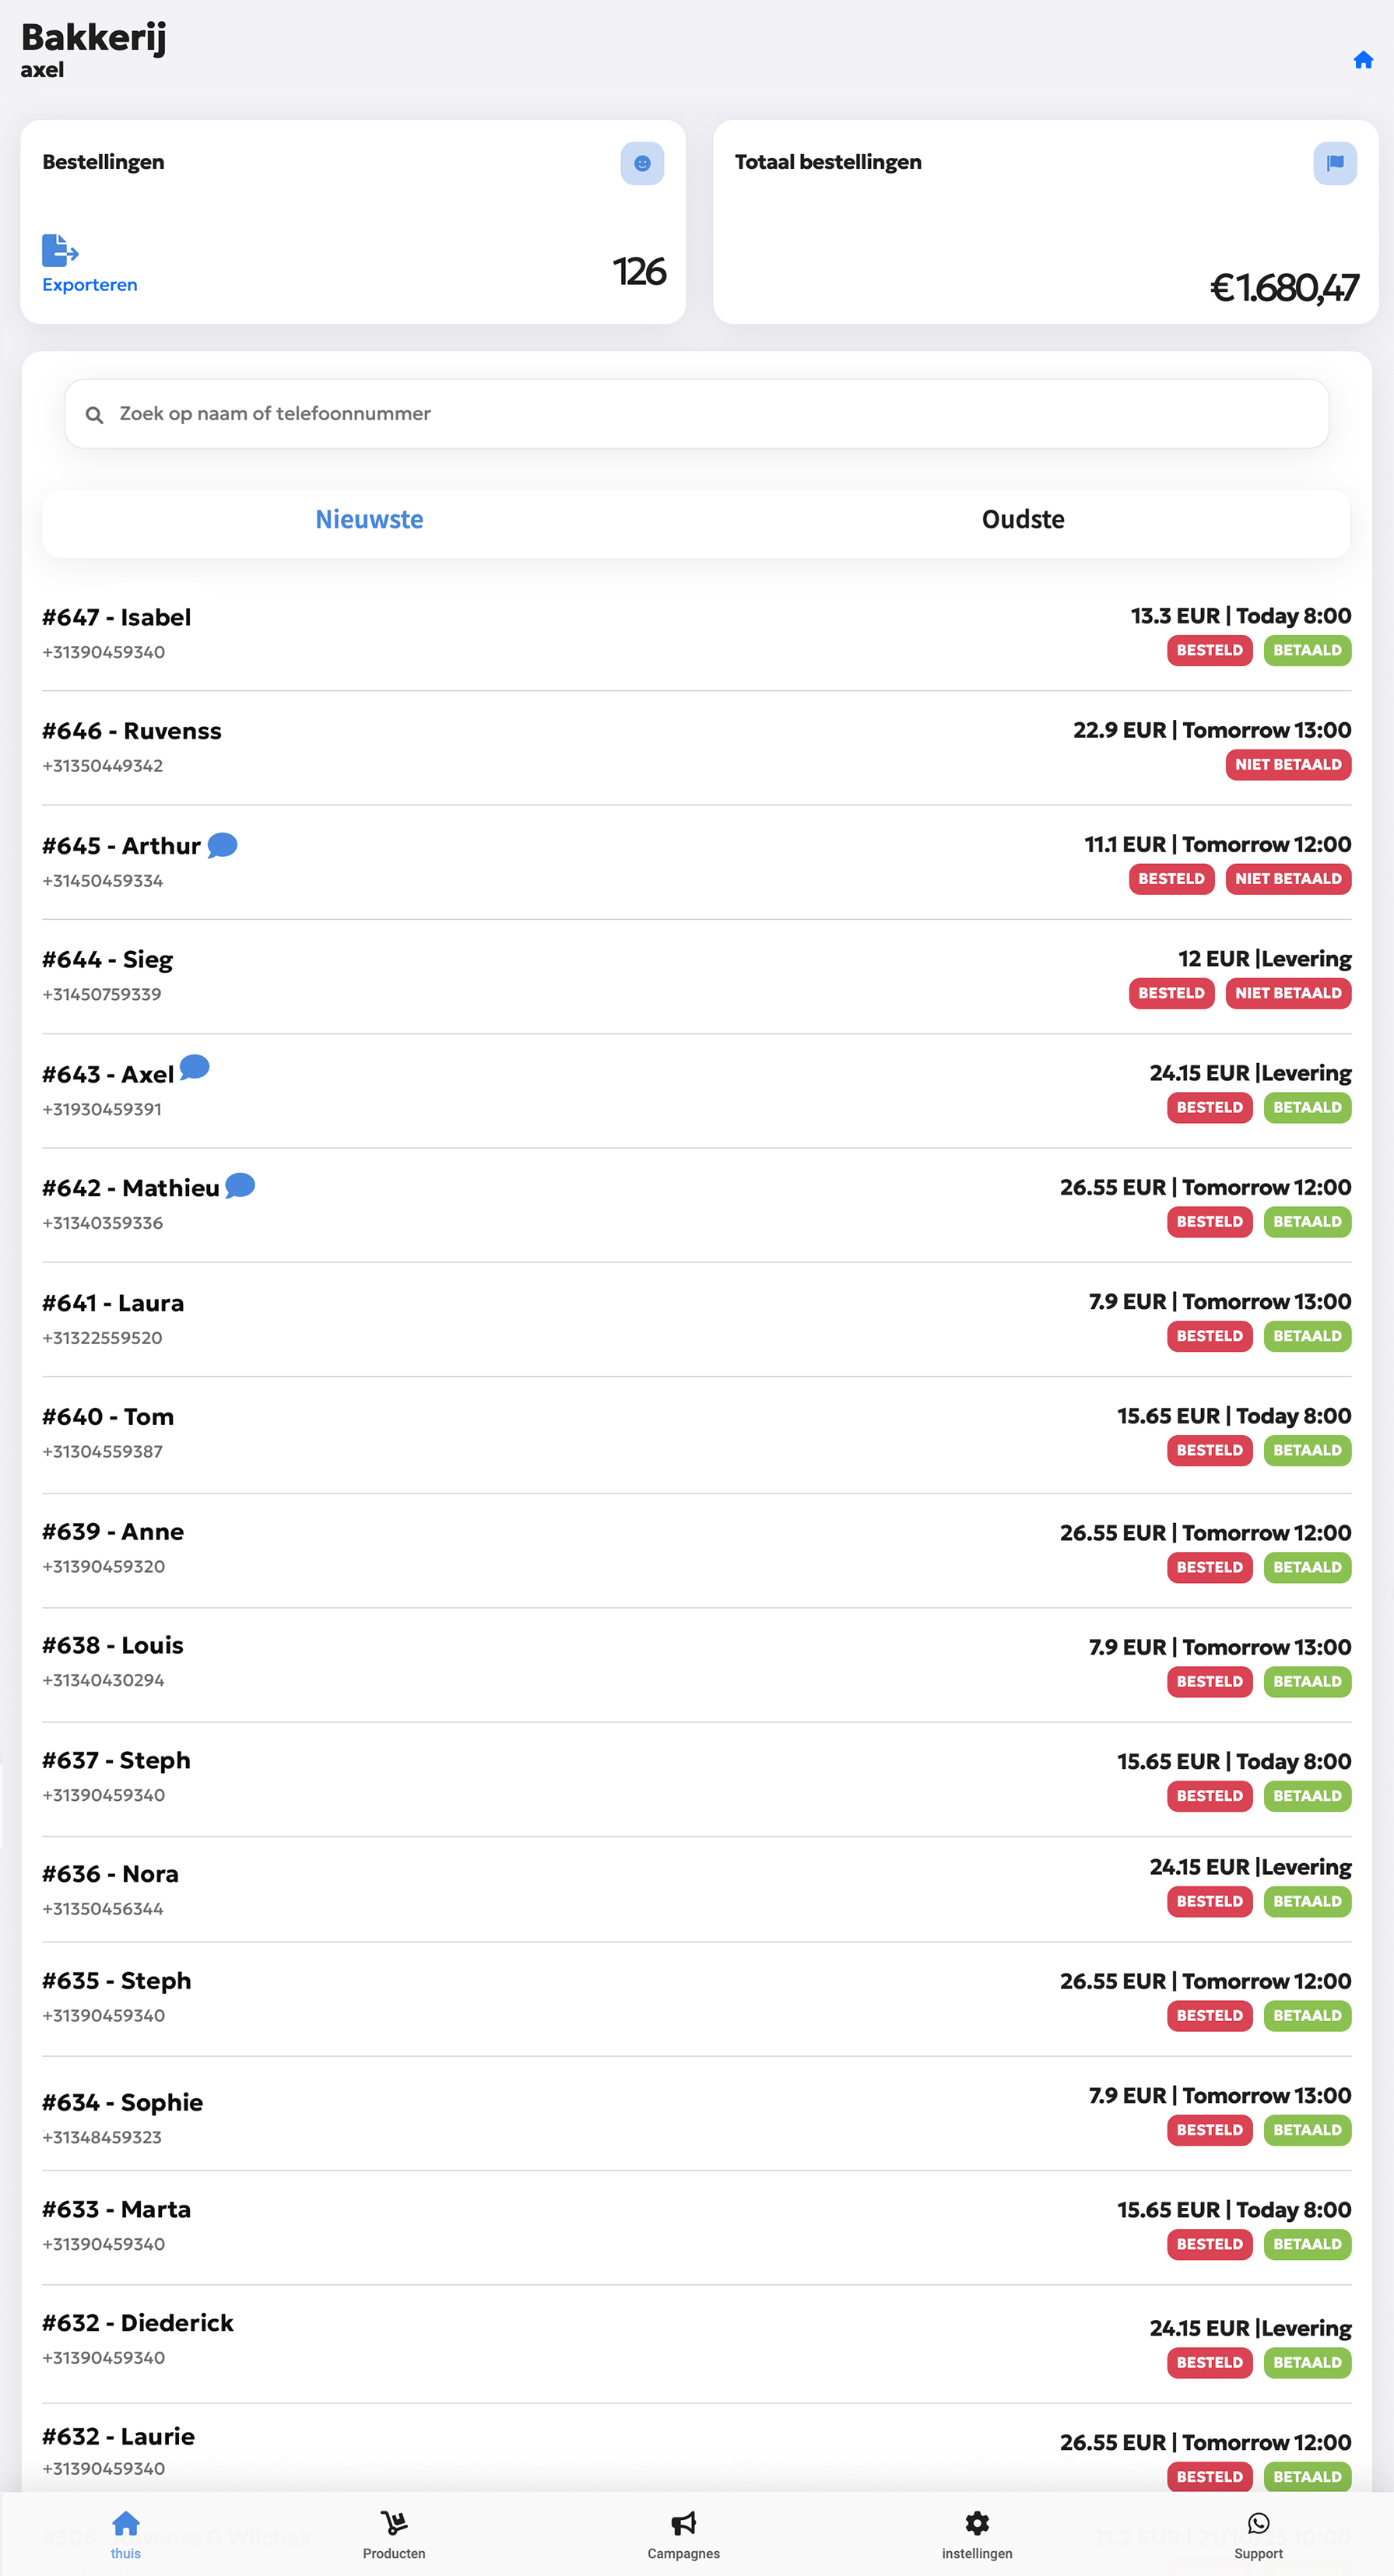 Bakkerij
axel
Bestellingen
Exporteren
126
Totaal bestellingen
€ 1.680,47
Zoek op naam of telefoonnummer
Nieuwste
Oudste
#647 - Isabel
13.3 EUR | Today 8:00
+31390459340
BESTELD BETAALD
#646 - Ruvenss
22.9 EUR | Tomorrow 13:00
+31350449342
NIET BETAALD
#645 - Arthur
11.1 EUR | Tomorrow 12:00
+31450459334
BESTELD NIET BETAALD
#644 - Sieg
12 EUR |Levering
+31450759339
BESTELD NIET BETAALD
#643 - Axel
24.15 EUR |Levering
+31930459391
BESTELD BETAALD
#642 - Mathieu
26.55 EUR | Tomorrow 12:00
+31340359336
BESTELD BETAALD
#641 - Laura
7.9 EUR | Tomorrow 13:00
+31322559520
BESTELD BETAALD
#640 - Tom
15.65 EUR | Today 8:00
+31304559387
BESTELD BETAALD
#639 - Anne
26.55 EUR | Tomorrow 12:00
+31390459320
BESTELD BETAALD
#638 - Louis
7.9 EUR | Tomorrow 13:00
+31340430294
BESTELD BETAALD
#637 - Steph
15.65 EUR | Today 8:00
+31390459340
BESTELD BETAALD
#636 - Nora
24.15 EUR |Levering
+31350456344
BESTELD BETAALD
#635 - Steph
26.55 EUR | Tomorrow 12:00
+31390459340
BESTELD BETAALD
#634 - Sophie
7.9 EUR | Tomorrow 13:00
+31348459323
BESTELD BETAALD
#633 - Marta
15.65 EUR | Today 8:00
+31390459340
BESTELD BETAALD
#632 - Diederick
24.15 EUR |Levering
+31390459340
BESTELD BETAALD
#632 - Laurie
26.55 EUR | Tomorrow 12:00
+31390459340
BESTELD BETAALD
thuis
Producten
Campagnes
instellingen
Support